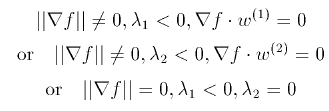 ||∇f|| ≠ 0, λ₁ < 0, ∇f · w⁽¹⁾ = 0
or ||∇f|| ≠ 0, λ₂ < 0, ∇f · w⁽²⁾ = 0
or ||∇f|| = 0, λ₁ < 0, λ₂ = 0